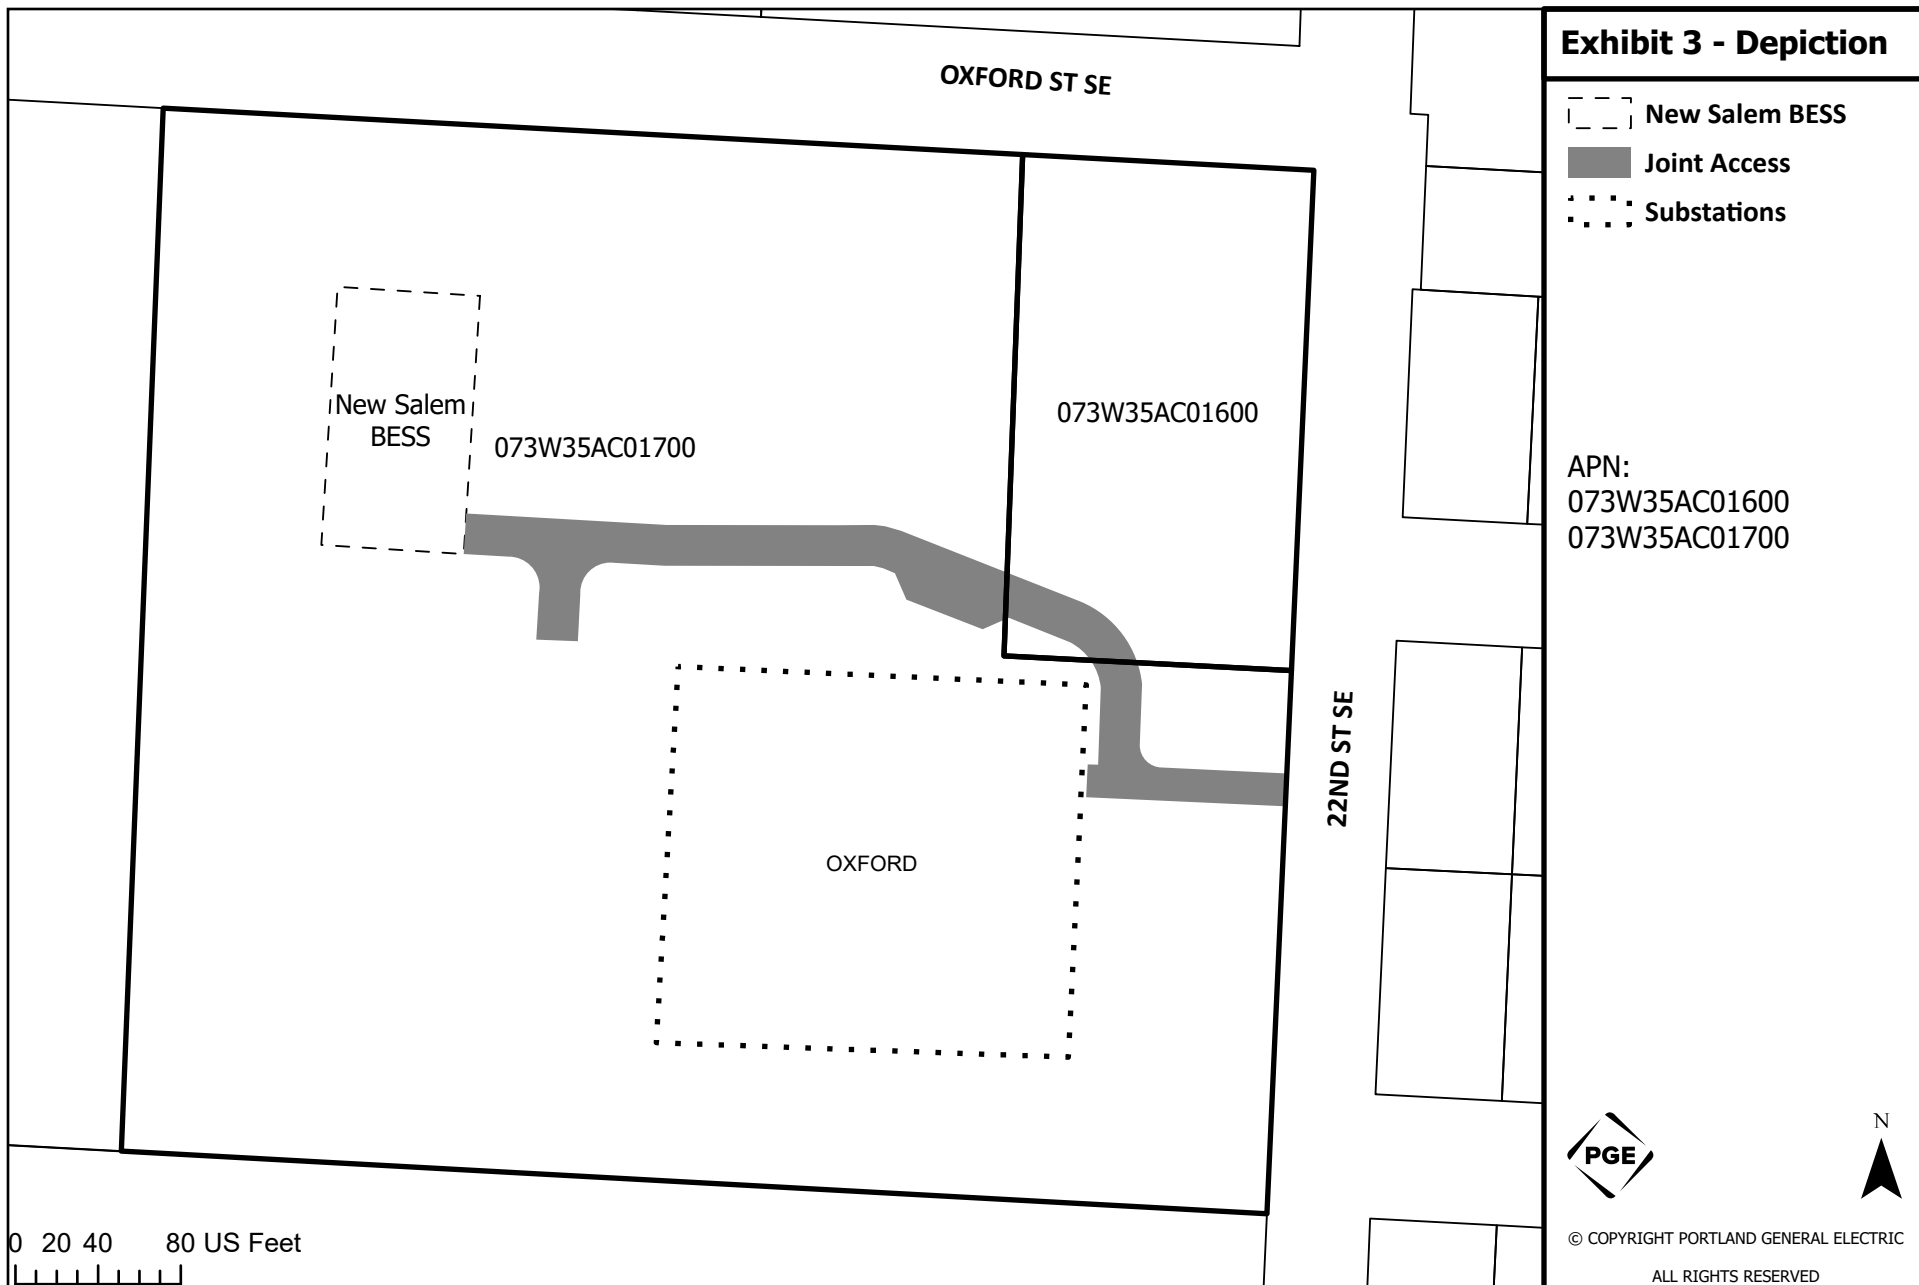 OXFORD ST SE
New Salem
BESS
073W35AC01700
073W35AC01600
22ND ST SE
OXFORD
0 20 40 80 US Feet
Exhibit 3 - Depiction
New Salem BESS
Joint Access
Substations
APN:
073W35AC01600
073W35AC01700
PGE
N
© COPYRIGHT PORTLAND GENERAL ELECTRIC
ALL RIGHTS RESERVED